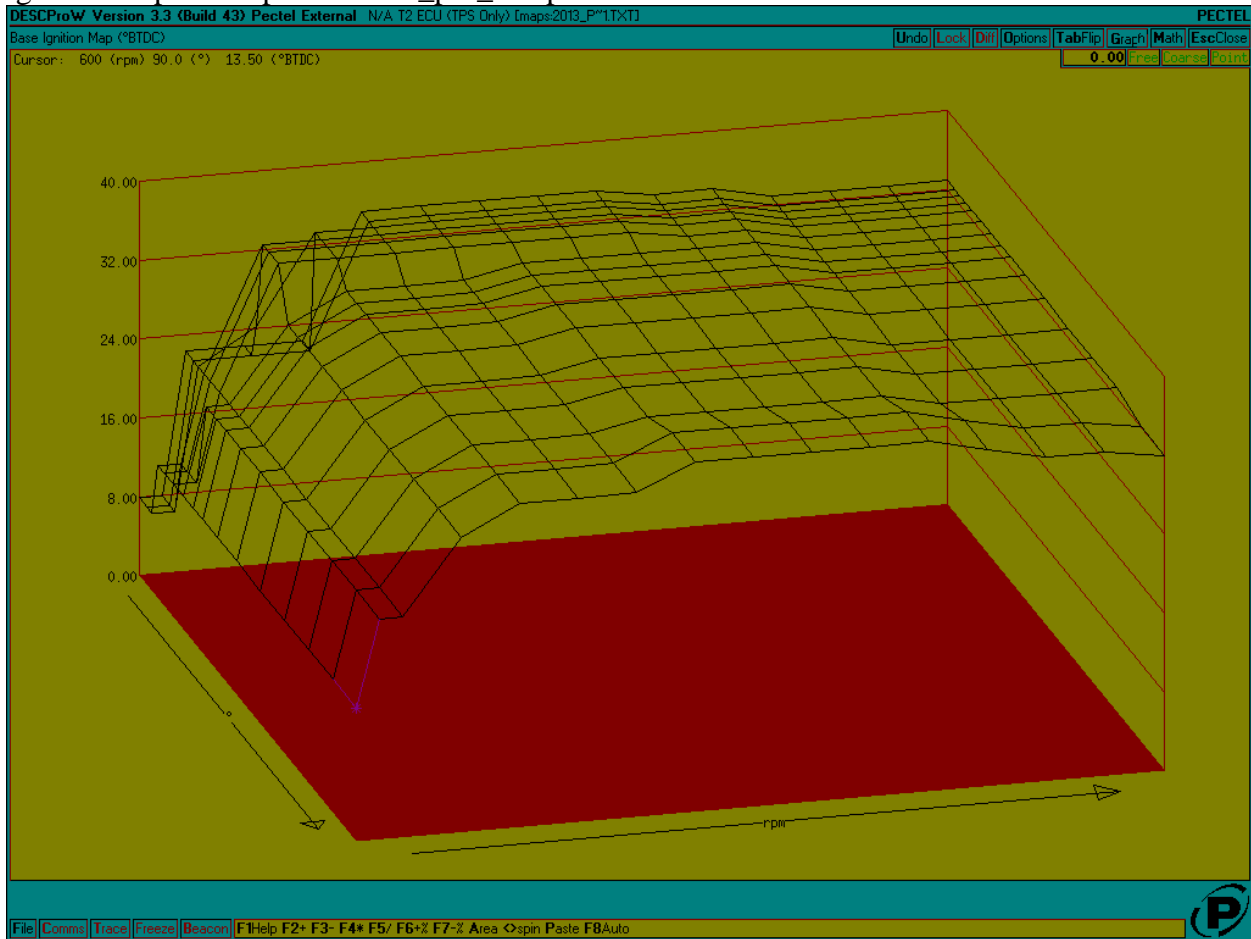 DESCProW Version 3.3 (Build 43) Pectel External N/A T2 ECU (TPS Only) [maps:2013_P~1.TXT] PECTEL
Base Ignition Map (°BTDC) Undo Lock Diff Options TabFlip Graph Math EscClose
Cursor: 600 (rpm) 90.0 (°) 13.50 (°BTDC) 0.00 Free Coarse Point
40.00
32.00
24.00
16.00
8.00
0.00
°
rpm
P
File Comms Trace Freeze Beacon F1Help F2+ F3- F4* F5/ F6+% F7-% Area <>spin Paste F8Auto